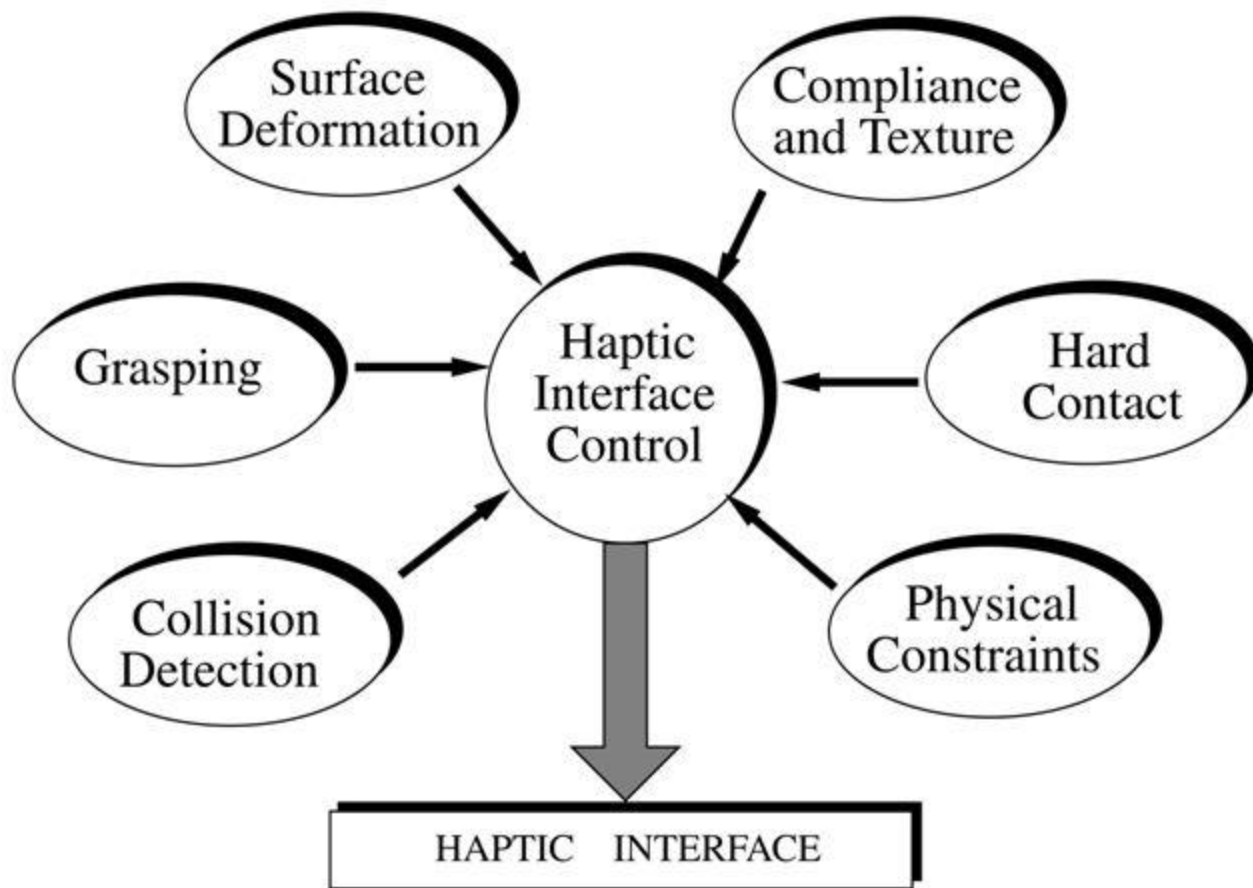 Surface
Deformation
Compliance
and Texture
Grasping
Haptic
Interface
Control
Hard
Contact
Collision
Detection
Physical
Constraints
HAPTIC INTERFACE